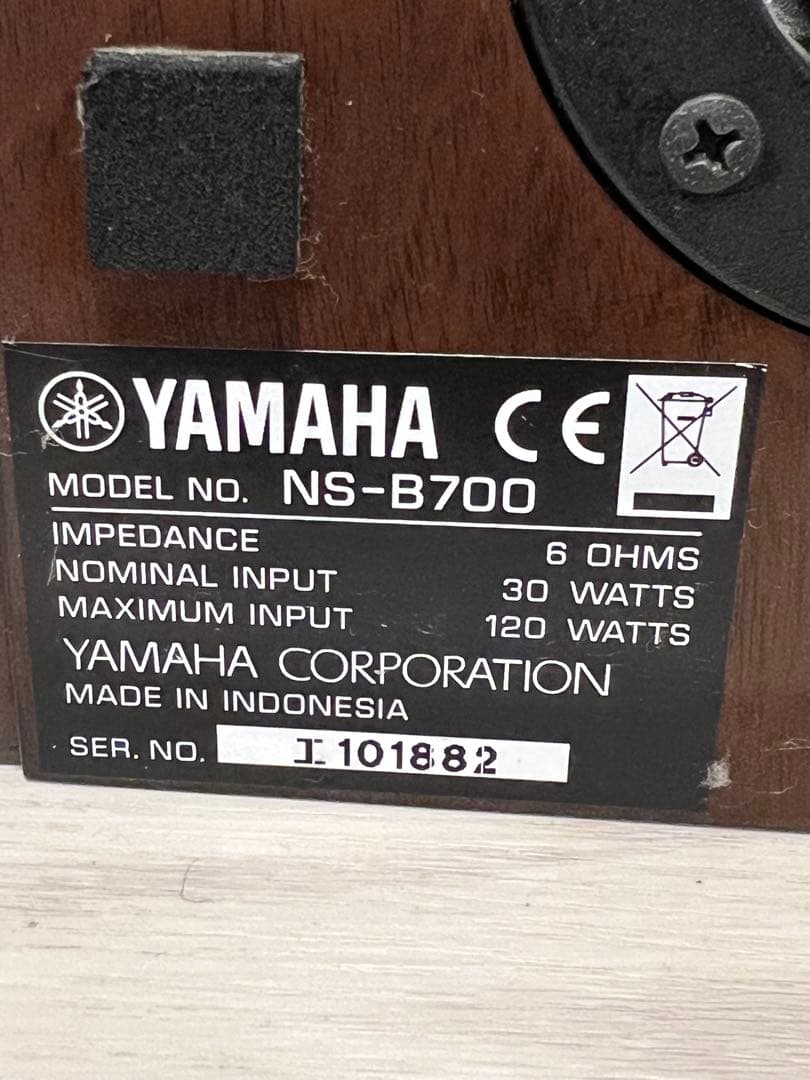 YAMAHA CE
MODEL NO. NS-B700
IMPEDANCE 6 OHMS
NOMINAL INPUT 30 WATTS
MAXIMUM INPUT 120 WATTS
YAMAHA CORPORATION
MADE IN INDONESIA
SER. NO. I101882